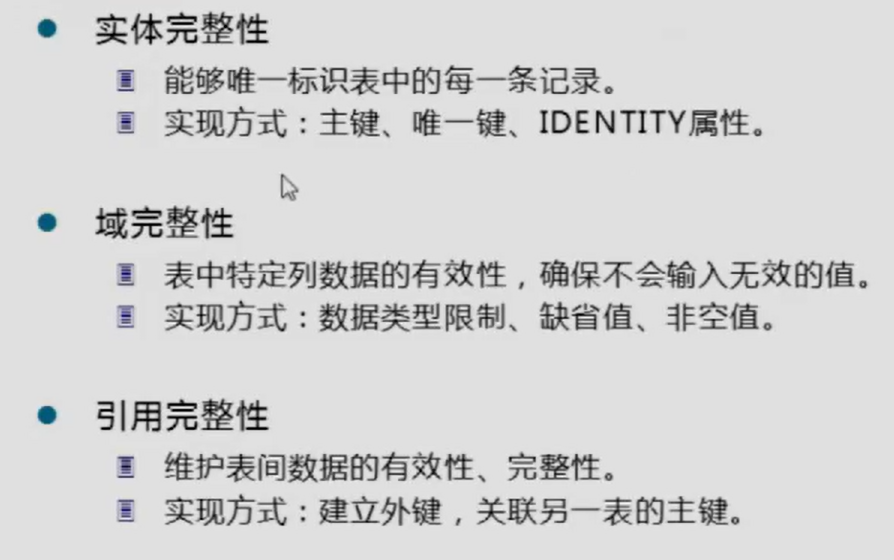 实体完整性
能够唯一标识表中的每一条记录。
实现方式：主键、唯一键、IDENTITY属性。
域完整性
表中特定列数据的有效性，确保不会输入无效的值。
实现方式：数据类型限制、缺省值、非空值。
引用完整性
维护表间数据的有效性、完整性。
实现方式：建立外键，关联另一表的主键。